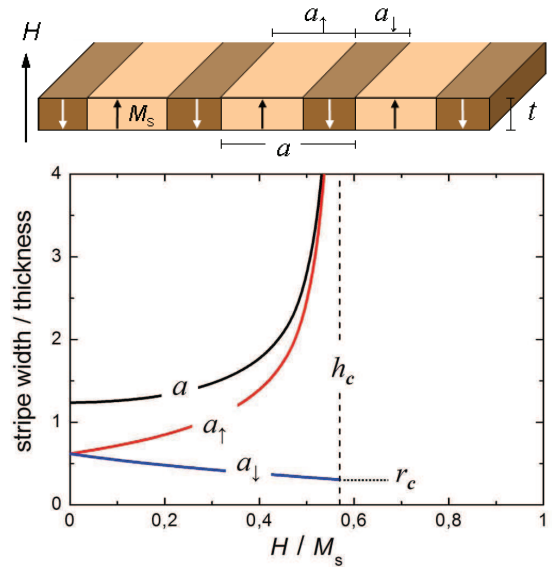 H
a↑ a↓
M_s
t
a
stripe width / thickness
4
3
2
1
0
a
a↑
a↓
h_c
r_c
0 0,2 0,4 0,6 0,8 1
H / M_s